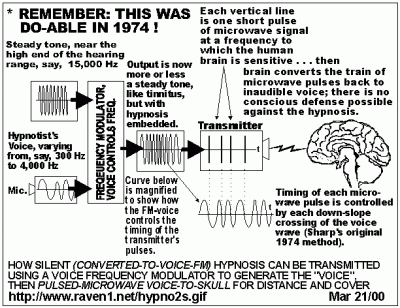 * REMEMBER: THIS WAS
DO-ABLE IN 1974 !
Steady tone, near the
high end of the hearing
range, say, 15,000 Hz
Hypnotist's
Voice, varying
from, say, 300 Hz
to 4,000 Hz
Mic.
FREQUENCY MODULATOR,
VOICE CONTROLS FREQ.
Output is now
more or less
a steady tone,
like tinnitus,
but with
hypnosis
embedded.
Curve below
is magnified
to show how
the FM-voice
controls the
timing of the
transmitter's
pulses.
Each vertical line
is one short pulse
of microwave signal
at a frequency to
which the human
brain is sensitive . . . then
brain converts the train of
microwave pulses back to
inaudible voice; there is no
conscious defense possible
against the hypnosis.
Transmitter
t
t
Timing of each micro-
wave pulse is controlled
by each down-slope
crossing of the voice
wave (Sharp's original
1974 method).
HOW SILENT (CONVERTED-TO-VOICE-FM) HYPNOSIS CAN BE TRANSMITTED
USING A VOICE FREQUENCY MODULATOR TO GENERATE THE "VOICE",
THEN PULSED-MICROWAVE VOICE-TO-SKULL FOR DISTANCE AND COVER
http://www.raven1.net/hypno2s.gif Mar 21/00